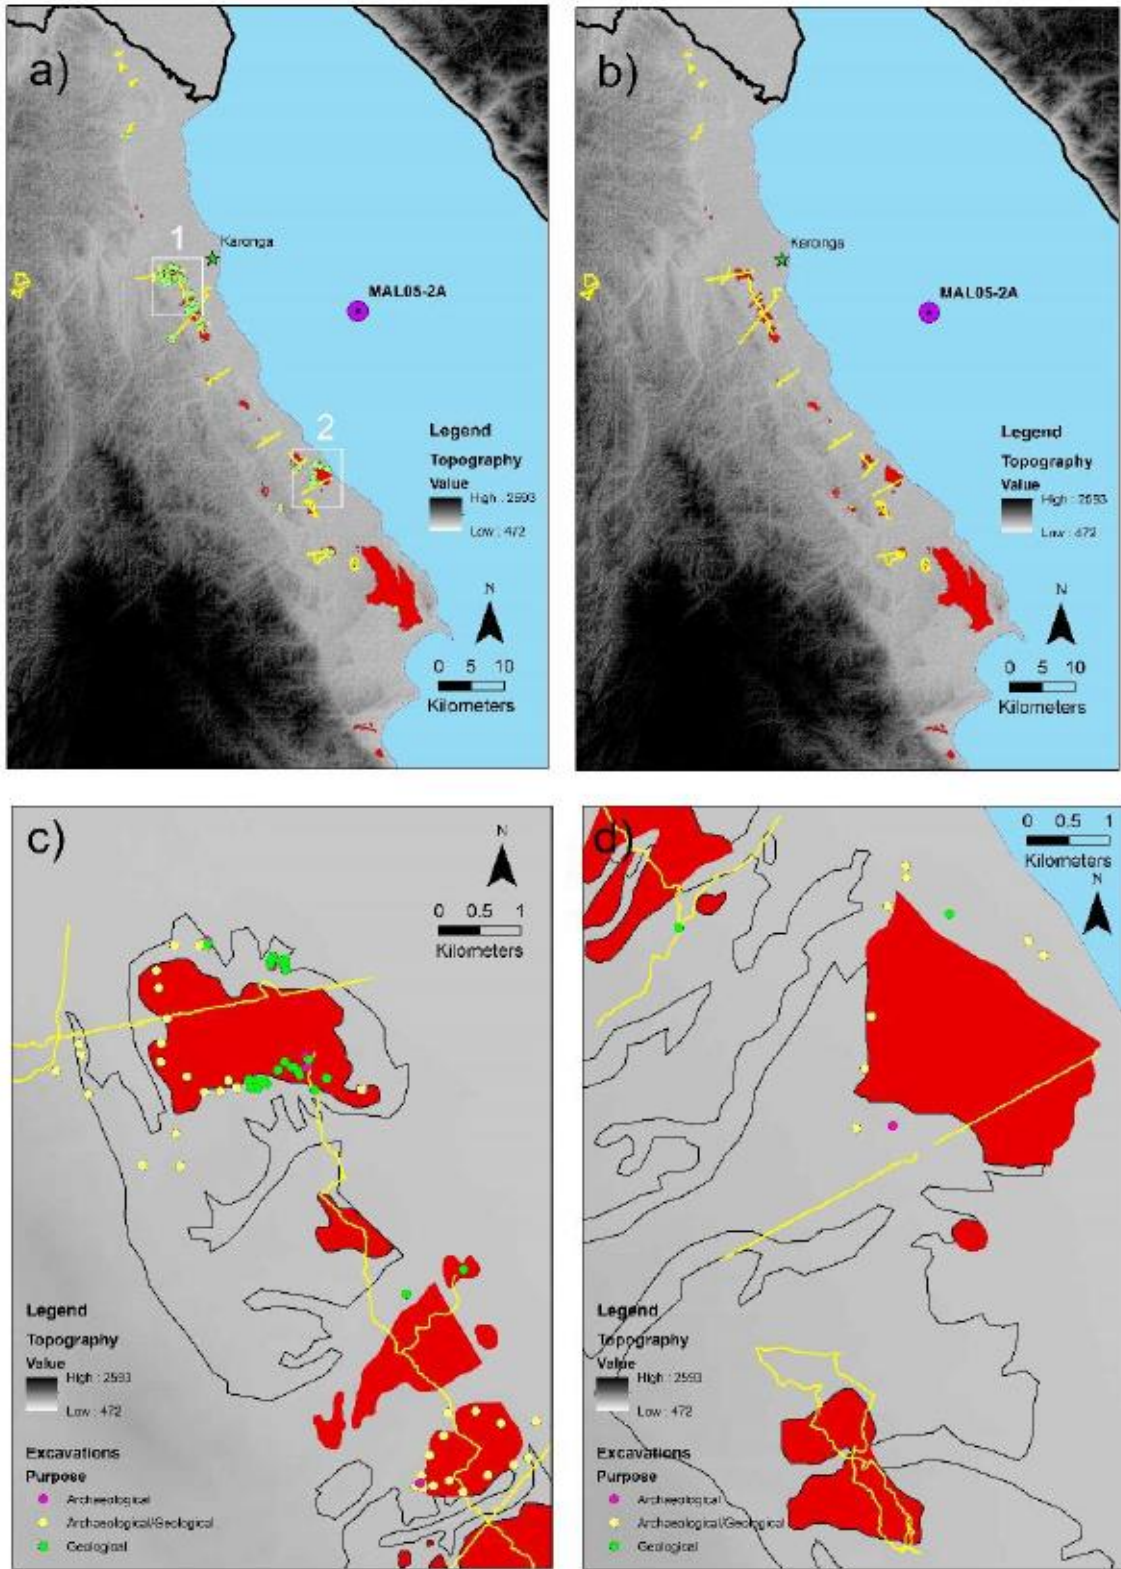 a)
1
Karonga
MAL05-2A
2
Legend
Topography
Value
High : 2593
Low : 472
N
0 5 10
Kilometers
b)
Karonga
MAL05-2A
Legend
Topography
Value
High : 2593
Low : 472
N
0 5 10
Kilometers
c)
N
0 0.5 1
Kilometers
Legend
Topography
Value
High : 2593
Low : 472
Excavations
Purpose
Archaeological
Archaeological/Geological
Geological
d)
0 0.5 1
Kilometers
N
Legend
Topography
Value
High : 2593
Low : 472
Excavations
Purpose
Archaeological
Archaeological/Geological
Geological